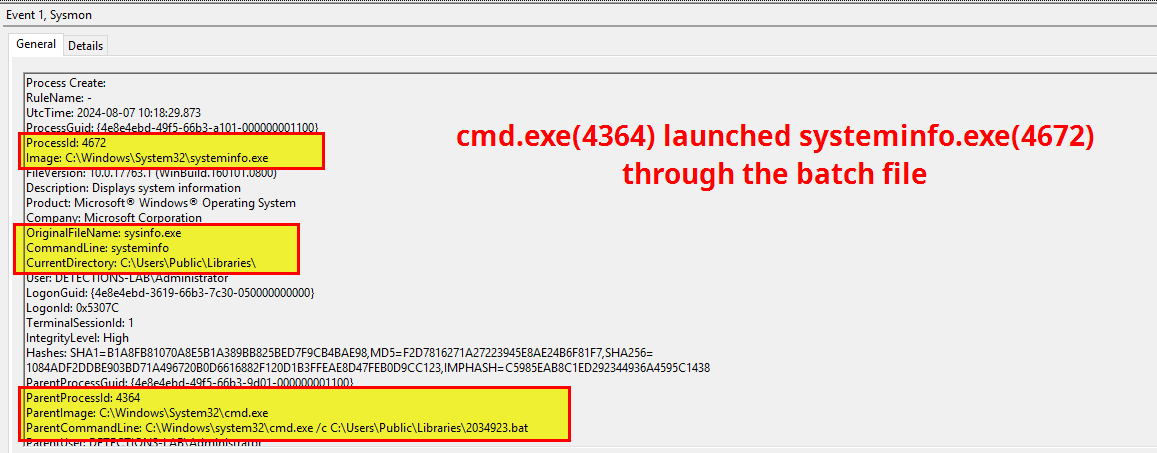 Event 1, Sysmon
General
Details
Process Create:
RuleName: -
UtcTime: 2024-08-07 10:18:29.873
ProcessGuid: {4e8e4ebd-49f5-66b3-a101-000000001100}
ProcessId: 4672
Image: C:\Windows\System32\systeminfo.exe
FileVersion: 10.0.17763.1 (WinBuild.160101.0800)
Description: Displays system information
Product: Microsoft® Windows® Operating System
Company: Microsoft Corporation
OriginalFileName: sysinfo.exe
CommandLine: systeminfo
CurrentDirectory: C:\Users\Public\Libraries\
User: DETECTIONS-LAB\Administrator
LogonGuid: {4e8e4ebd-3619-66b3-7c30-050000000000}
LogonId: 0x5307C
TerminalSessionId: 1
IntegrityLevel: High
Hashes: SHA1=B1A8FB81070A8E5B1A389BB825BED7F9CB4BAE98,MD5=F2D7816271A27223945E8AE24B6F81F7,SHA256=
1084ADF2DDBE903BD71A496720B0D6616882F120D1B3FFEAE8D47FEB0D9CC123,IMPHASH=C5985EAB8C1ED292344936A4595C1438
ParentProcessGuid: {4e8e4ebd-49f5-66b3-9d01-000000001100}
ParentProcessId: 4364
ParentImage: C:\Windows\System32\cmd.exe
ParentCommandLine: C:\Windows\system32\cmd.exe /c C:\Users\Public\Libraries\2034923.bat
ParentUser: DETECTIONS-LAB\Administrator
cmd.exe(4364) launched systeminfo.exe(4672)
through the batch file